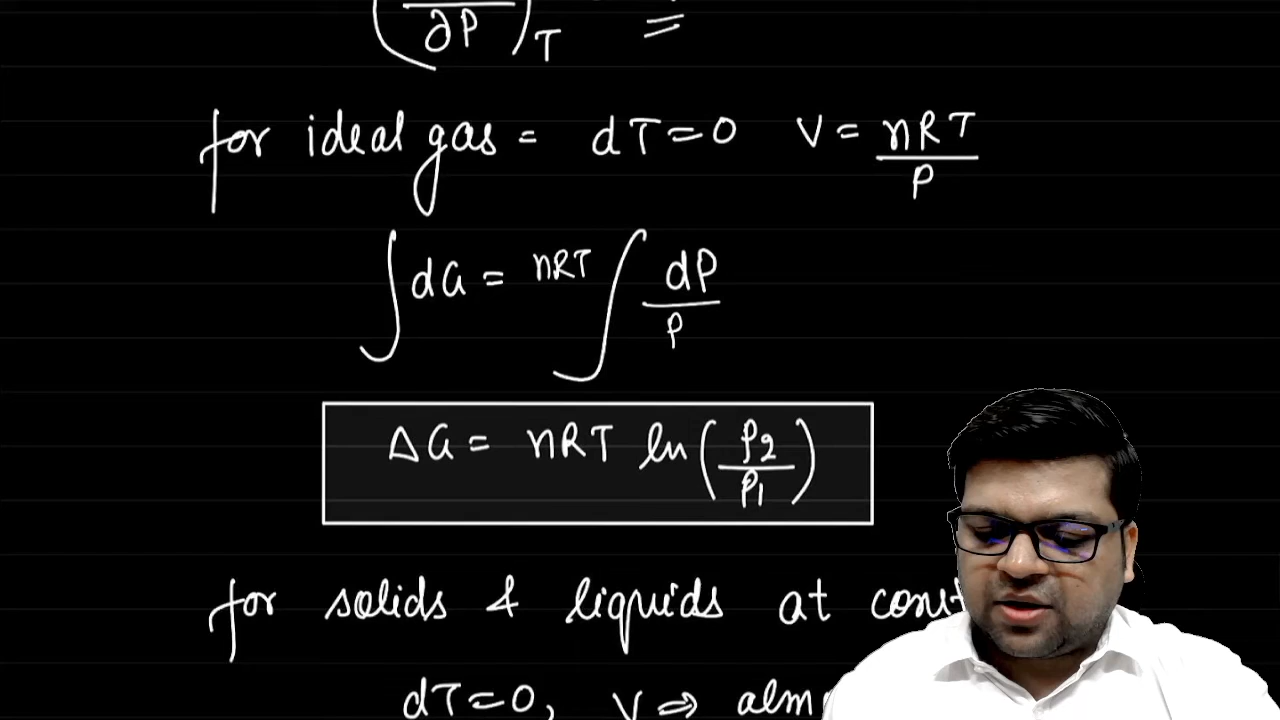 (∂P)T =
for ideal gas = dT=0 V = nRT/P
∫dG = nRT ∫ dP/P
ΔG = nRT ln(P2/P1)
for solids & liquids at const
dT=0, V ⇒